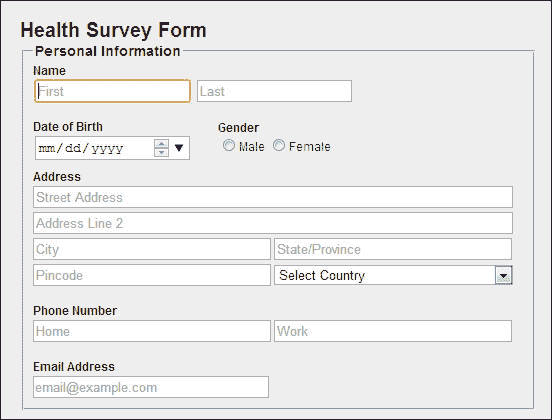 Health Survey Form
Personal Information
Name
First Last
Date of Birth Gender
mm/dd/yyyy Male Female
Address
Street Address
Address Line 2
City State/Province
Pincode Select Country
Phone Number
Home Work
Email Address
email@example.com